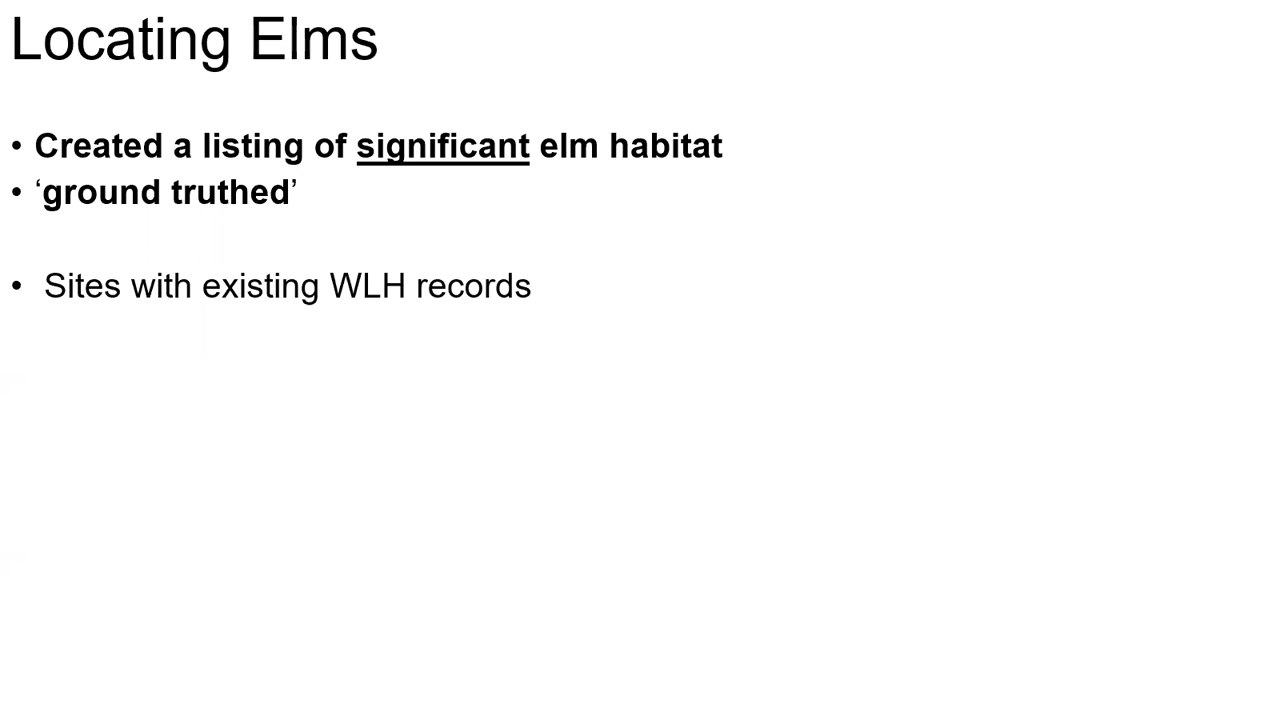 Locating Elms
• Created a listing of significant elm habitat
• ‘ground truthed’
• Sites with existing WLH records